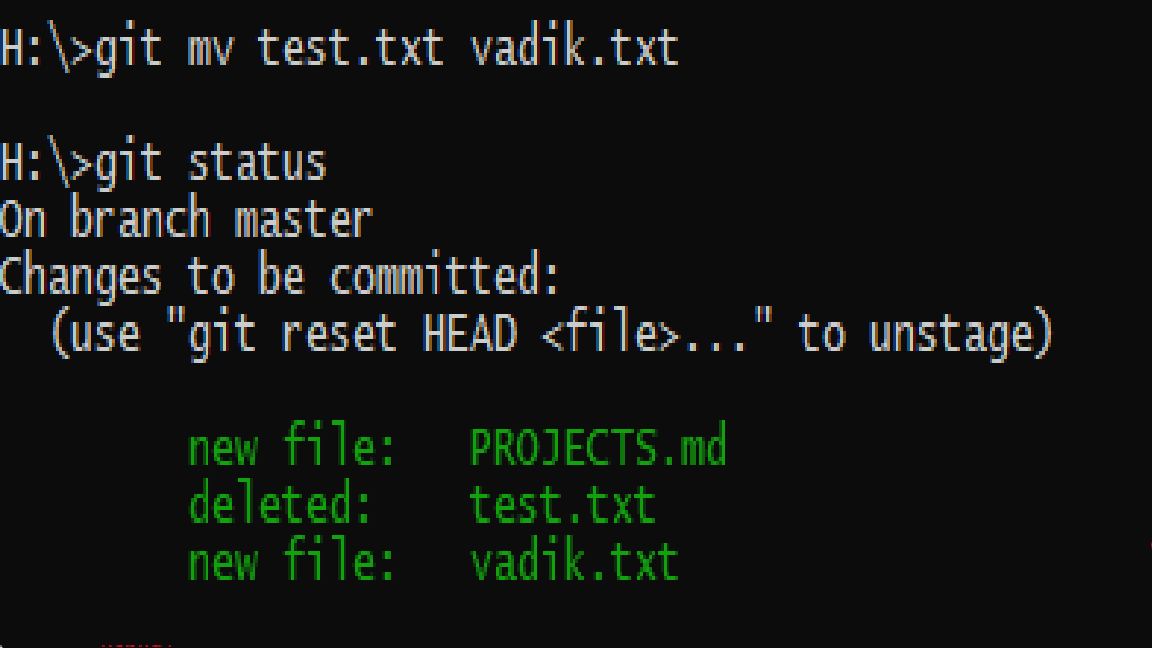 H:\>git mv test.txt vadik.txt
H:\>git status
On branch master
Changes to be committed:
(use "git reset HEAD <file>..." to unstage)
new file: PROJECTS.md
deleted: test.txt
new file: vadik.txt